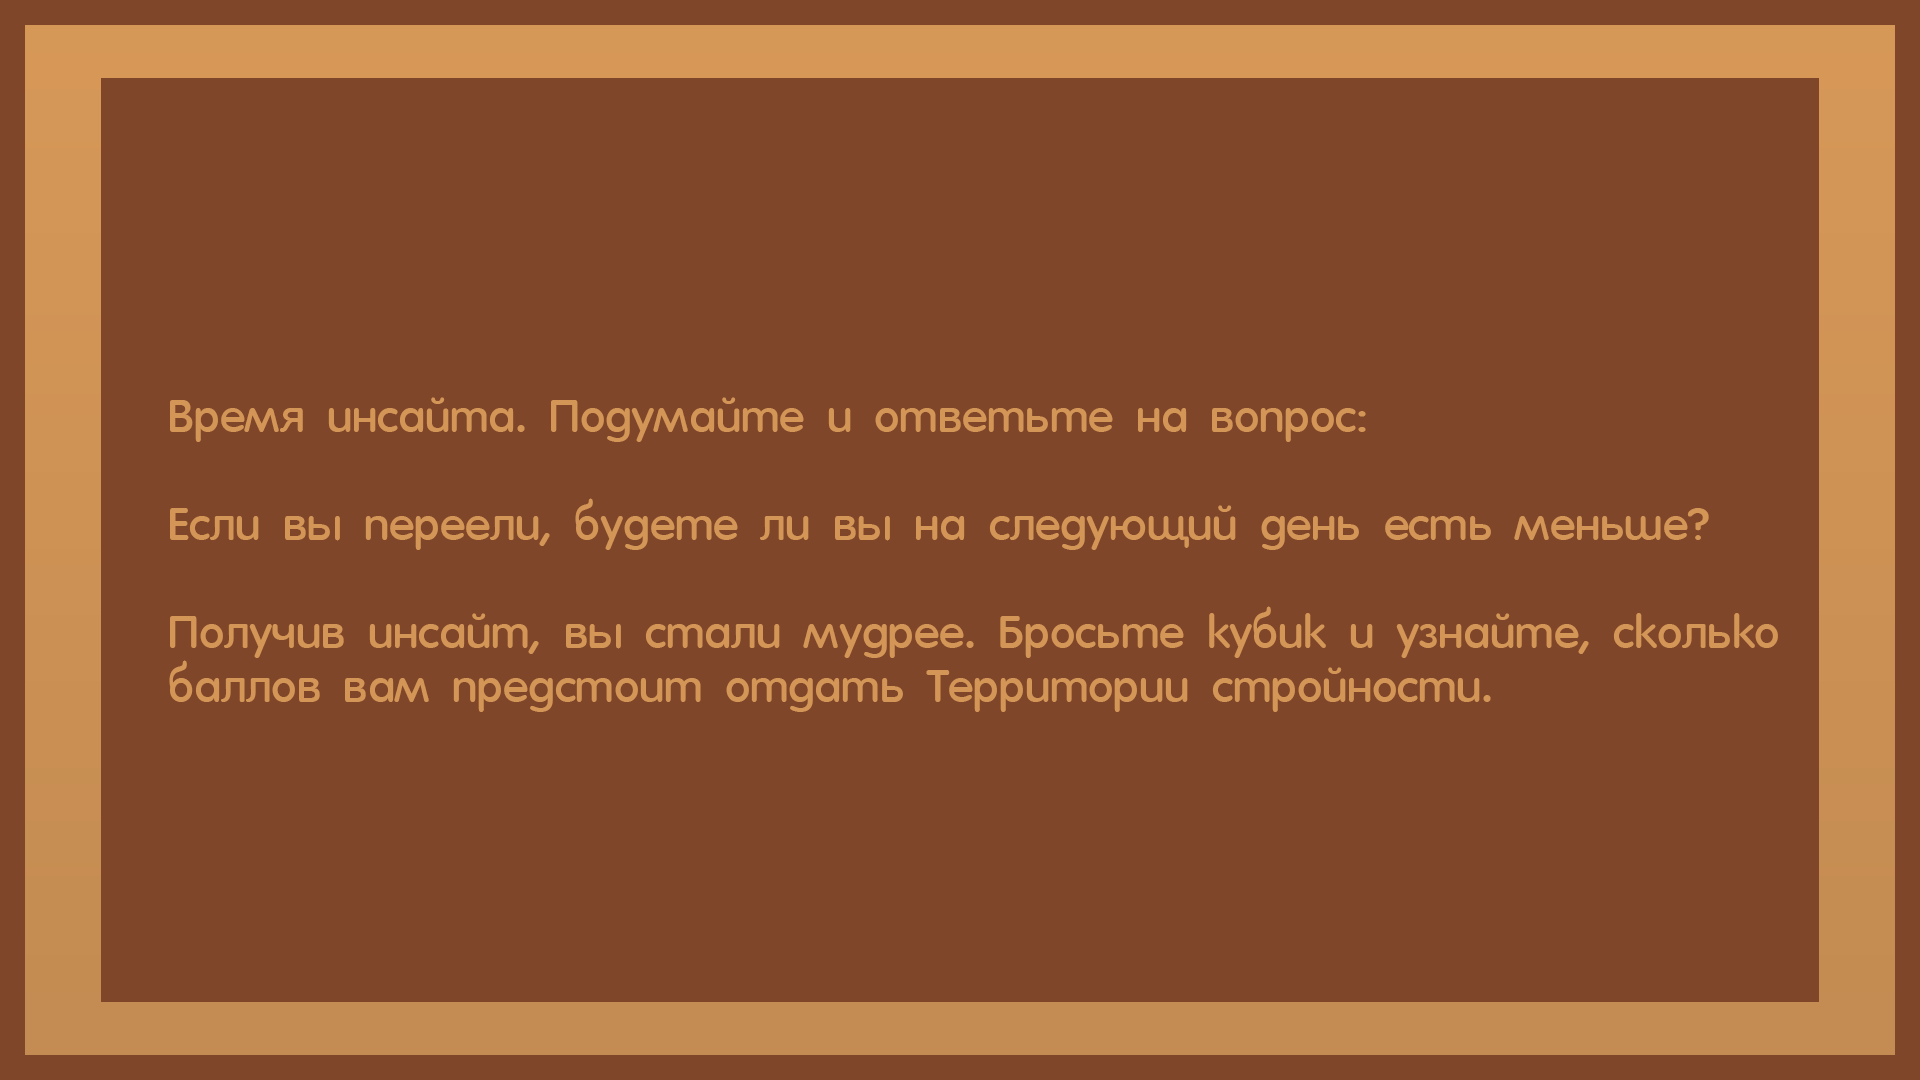 Время инсайта. Подумайте и ответьте на вопрос:
Если вы переели, будете ли вы на следующий день есть меньше?
Получив инсайт, вы стали мудрее. Бросьте кубик и узнайте, сколько
баллов вам предстоит отдать Территории стройности.